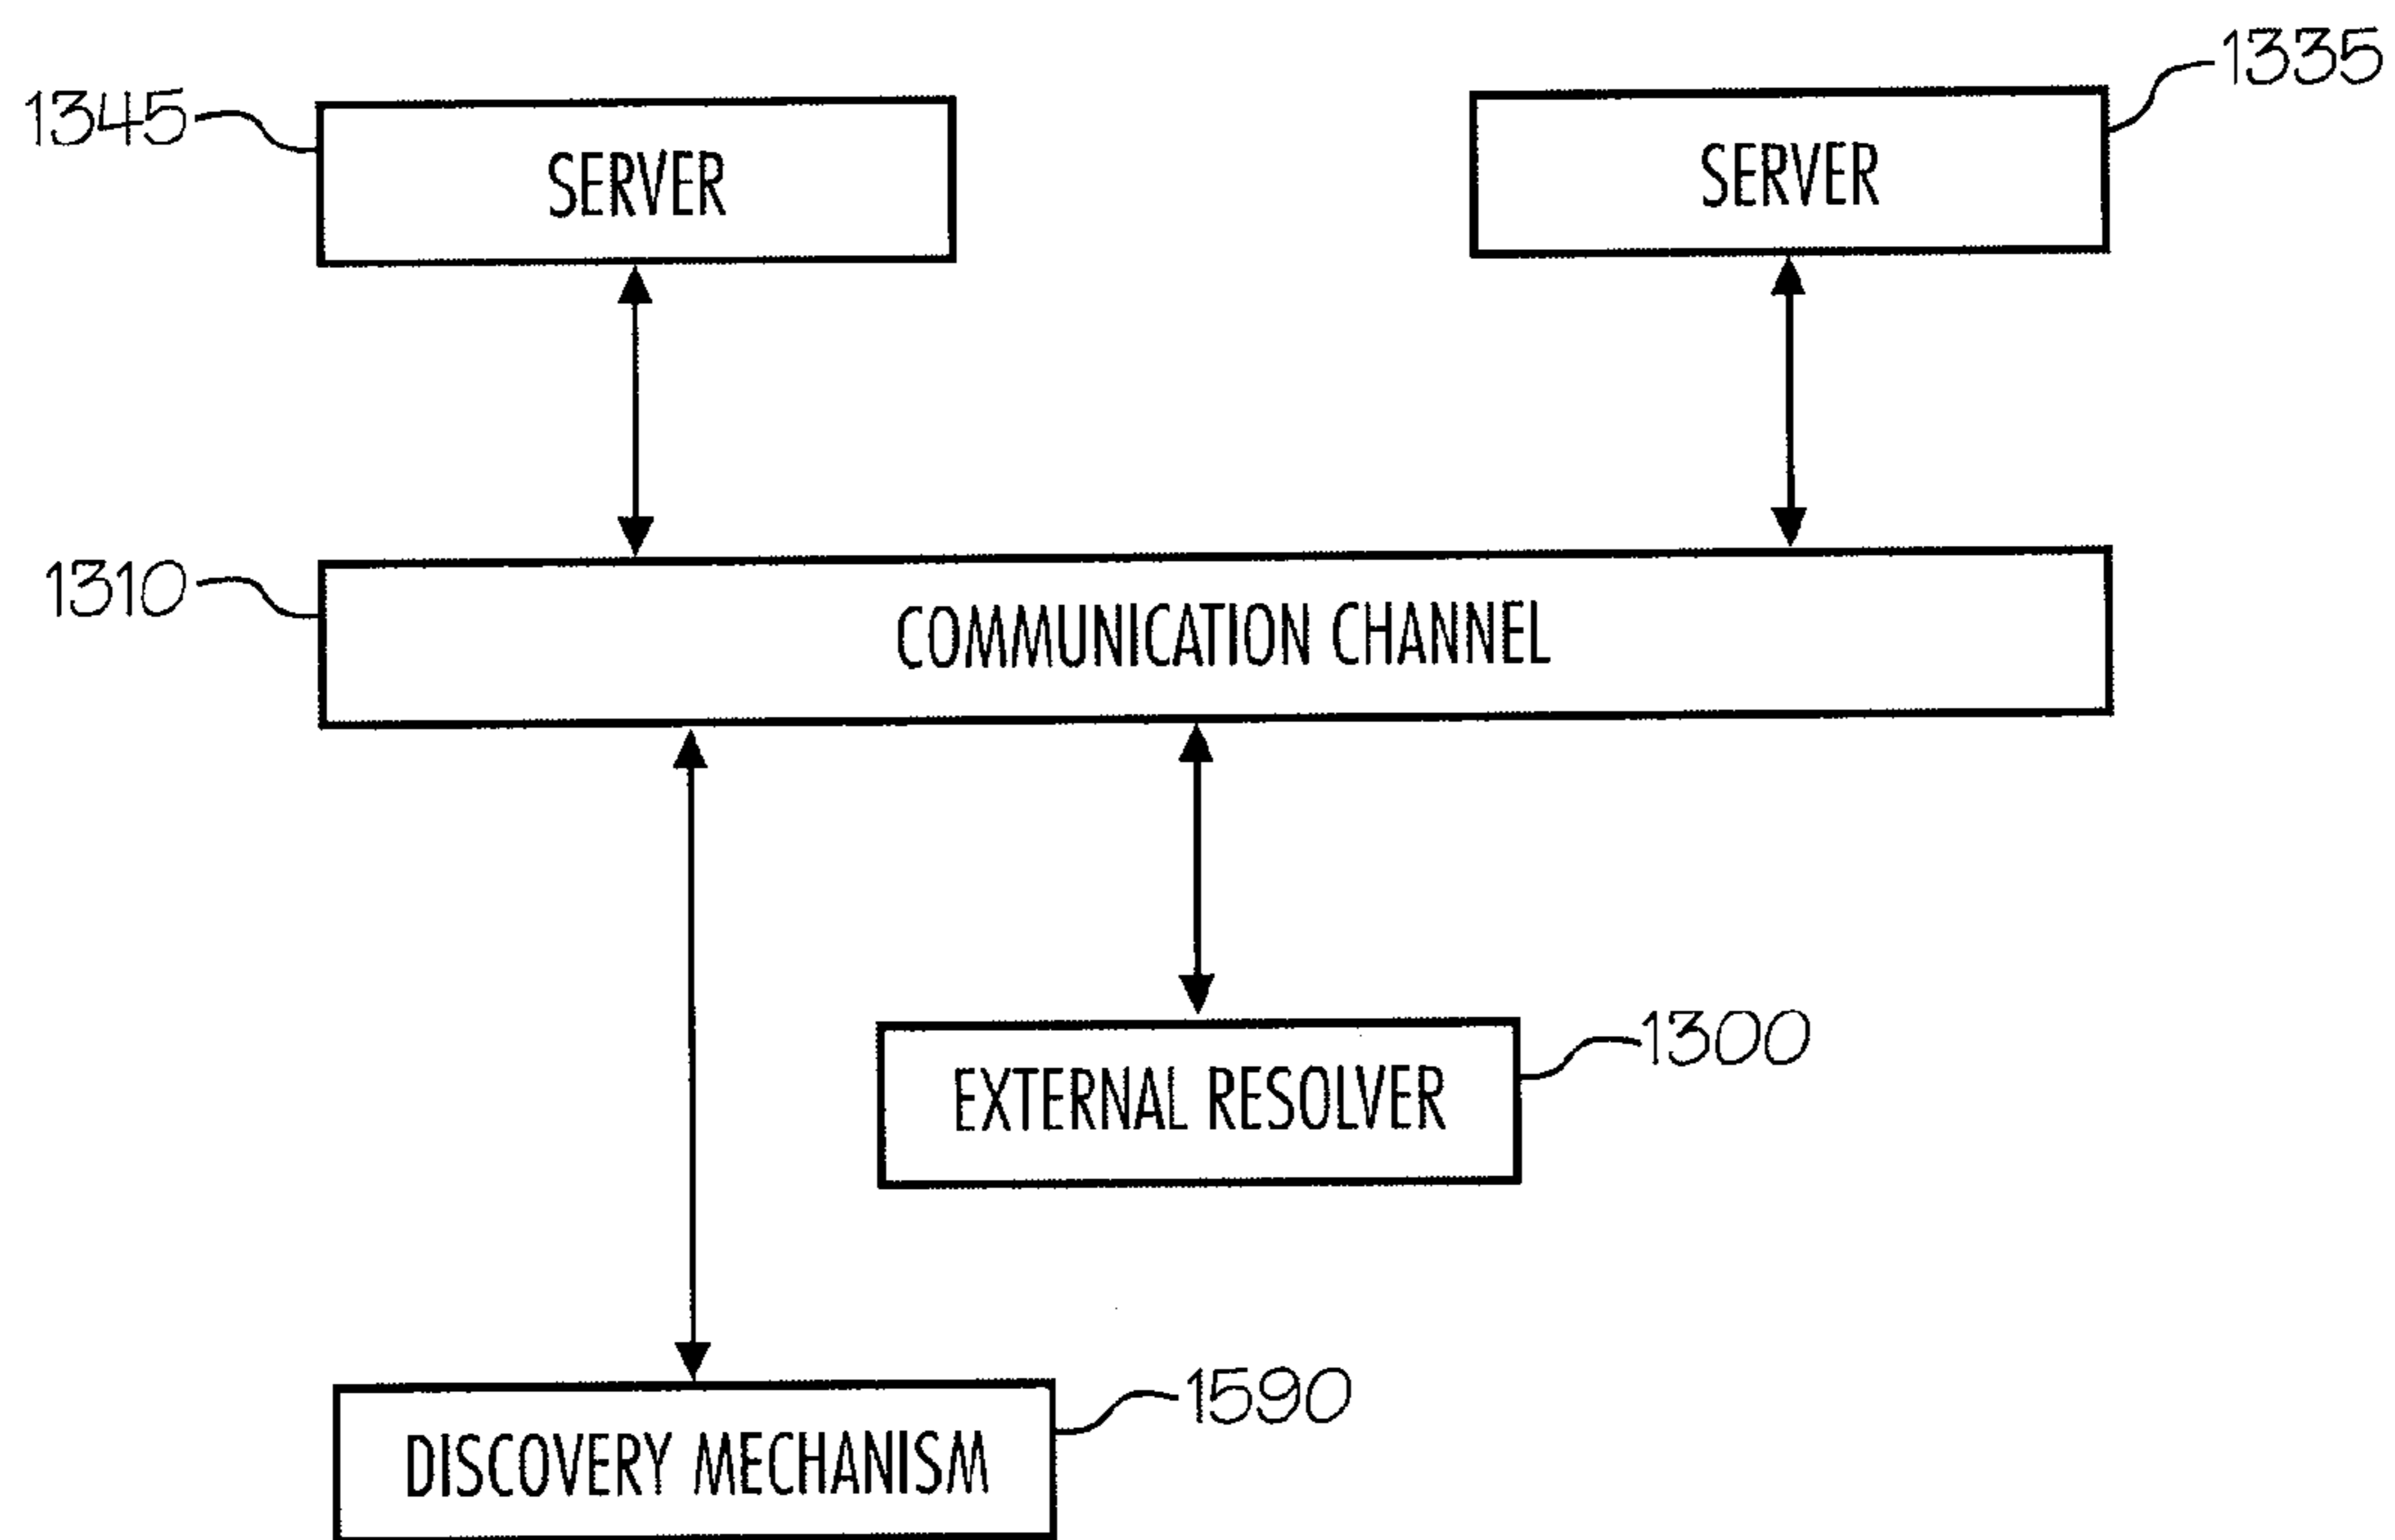 1335
1345
SERVER
SERVER
1310
COMMUNICATION CHANNEL
1300
EXTERNAL RESOLVER
1590
DISCOVERY MECHANISM